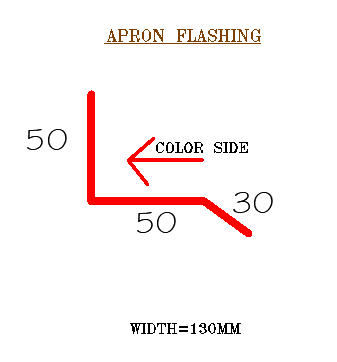 APRON FLASHING
50
COLOR SIDE
50
30
WIDTH=130MM